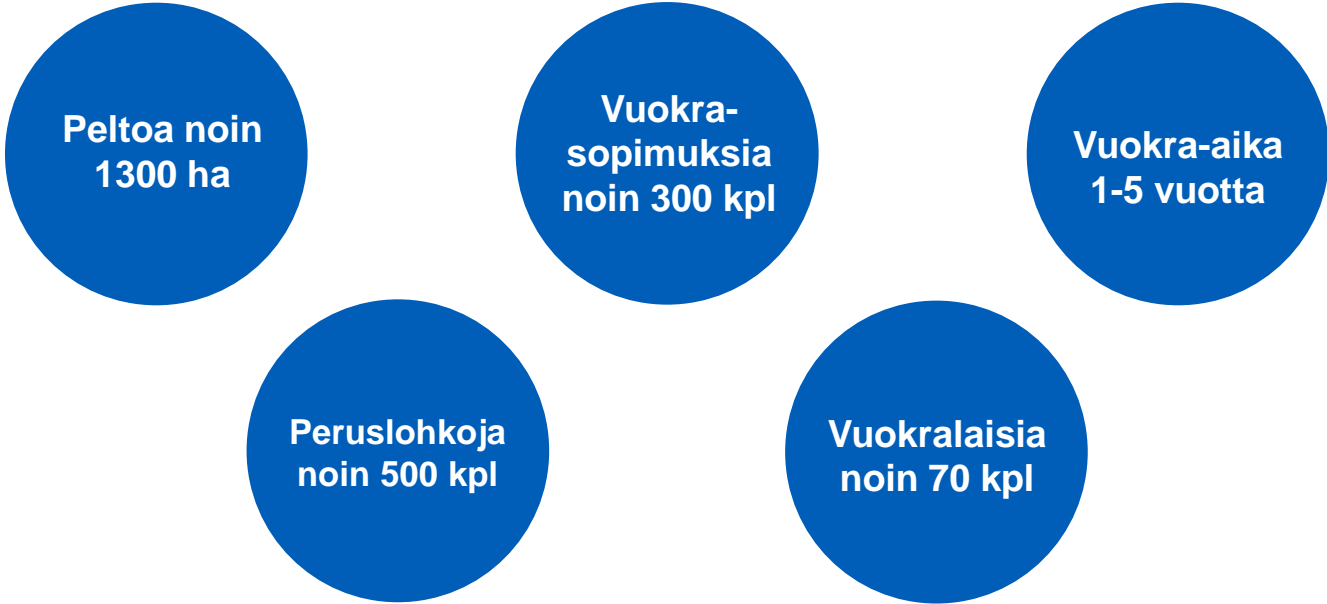 Peltoa noin
1300 ha
Vuokra-
sopimuksia
noin 300 kpl
Vuokra-aika
1-5 vuotta
Peruslohkoja
noin 500 kpl
Vuokralaisia
noin 70 kpl